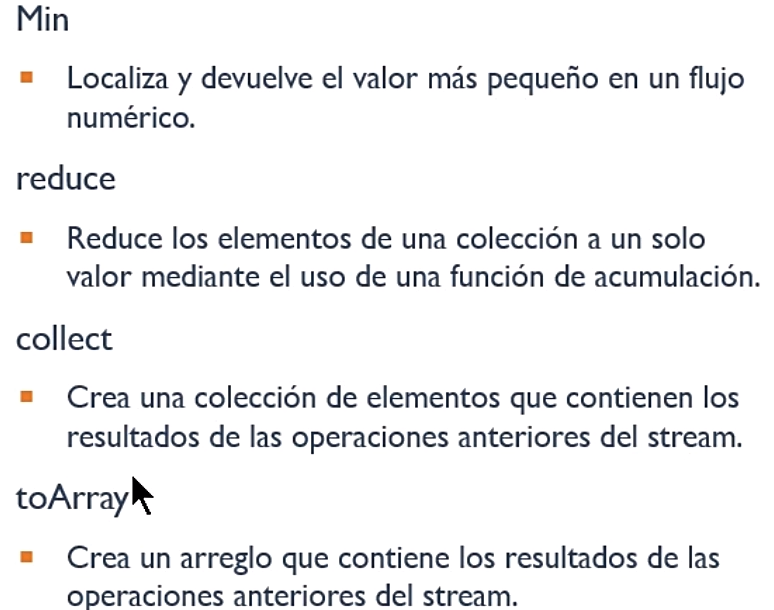 Min
Localiza y devuelve el valor más pequeño en un flujo
numérico.
reduce
Reduce los elementos de una colección a un solo
valor mediante el uso de una función de acumulación.
collect
Crea una colección de elementos que contienen los
resultados de las operaciones anteriores del stream.
toArray
Crea un arreglo que contiene los resultados de las
operaciones anteriores del stream.